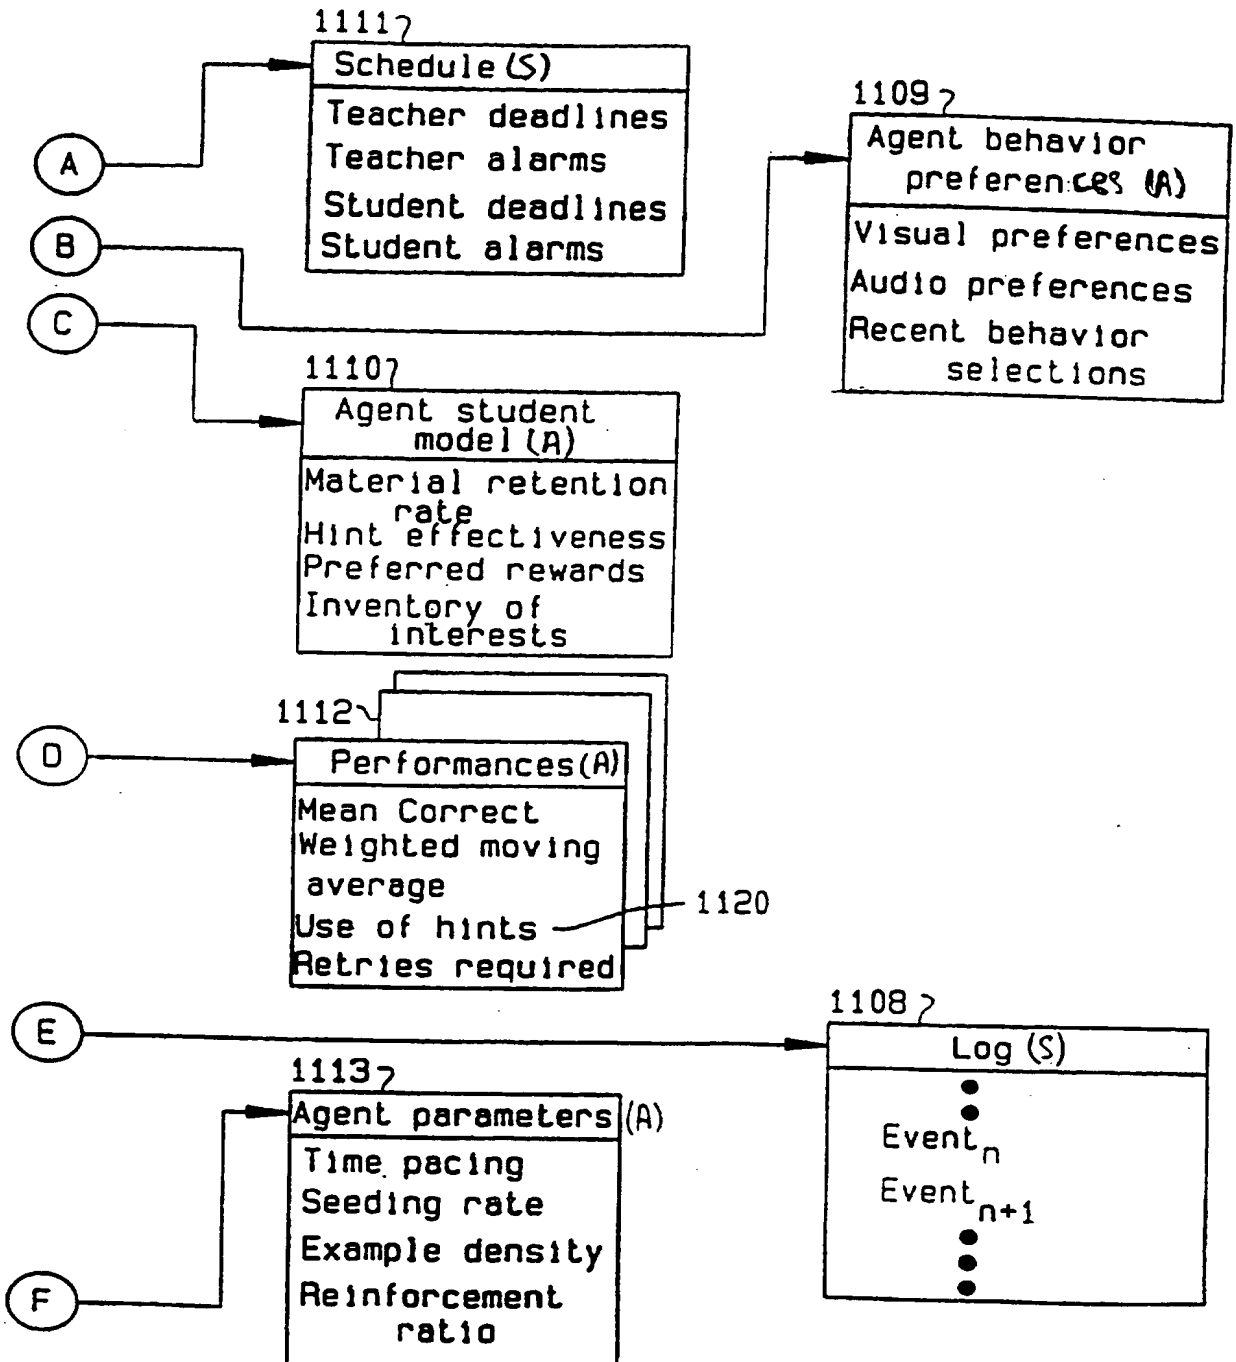 1111
Schedule (S)
Teacher deadlines
Teacher alarms
Student deadlines
Student alarms
A
B
C
1109
Agent behavior
preferences (A)
Visual preferences
Audio preferences
Recent behavior
selections
1110
Agent student
model (A)
Material retention
rate
Hint effectiveness
Preferred rewards
Inventory of
interests
D
1112
Performances (A)
Mean Correct
Weighted moving
average
Use of hints
1120
Retries required
E
1108
Log (S)
Event n
Event n+1
1113
Agent parameters (A)
Time pacing
Seeding rate
Example density
Reinforcement
ratio
F